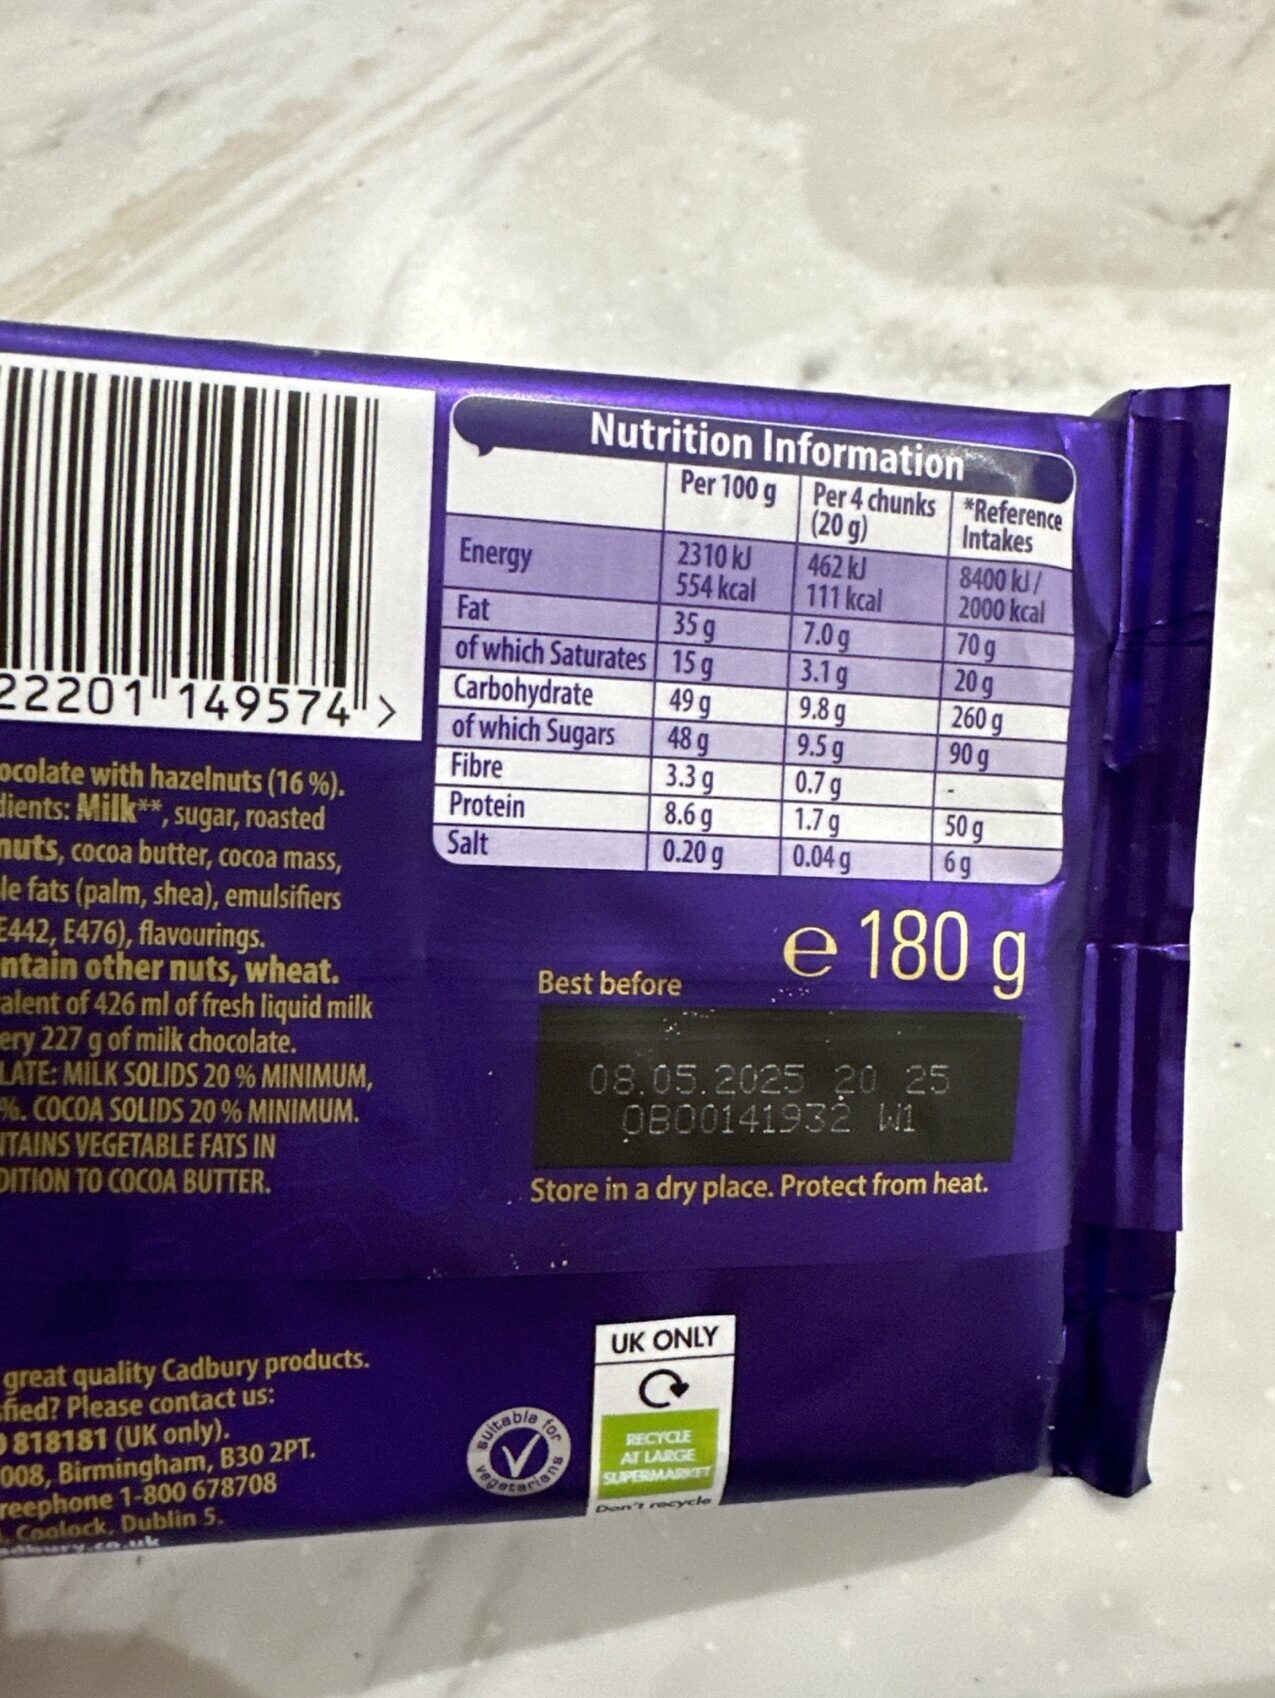 Nutrition Information
Per 100 g Per 4 chunks (20 g) *Reference Intakes
Energy 2310 kJ 554 kcal 462 kJ 111 kcal 8400 kJ / 2000 kcal
Fat 35 g 7.0 g 70 g
of which Saturates 15 g 3.1 g 20 g
Carbohydrate 49 g 9.8 g 260 g
of which Sugars 48 g 9.5 g 90 g
Fibre 3.3 g 0.7 g -
Protein 8.6 g 1.7 g 50 g
Salt 0.20 g 0.04 g 6 g
22201 149574 >
ocolate with hazelnuts (16 %).
dients: Milk**, sugar, roasted
nuts, cocoa butter, cocoa mass,
le fats (palm, shea), emulsifiers
E442, E476), flavourings.
ntain other nuts, wheat.
alent of 426 ml of fresh liquid milk
ery 227 g of milk chocolate.
LATE: MILK SOLIDS 20 % MINIMUM,
%. COCOA SOLIDS 20 % MINIMUM.
NTAINS VEGETABLE FATS IN
DITION TO COCOA BUTTER.
e 180 g
Best before
08.05.2025 20 25
OBO0141932 W1
Store in a dry place. Protect from heat.
great quality Cadbury products.
sfied? Please contact us:
0 818181 (UK only).
008, Birmingham, B30 2PT.
reephone 1-800 678708
, Coolock, Dublin 5.
adbury.co.uk
suitable for vegetarians
UK ONLY
RECYCLE
AT LARGE
SUPERMARKET
Don't recycle